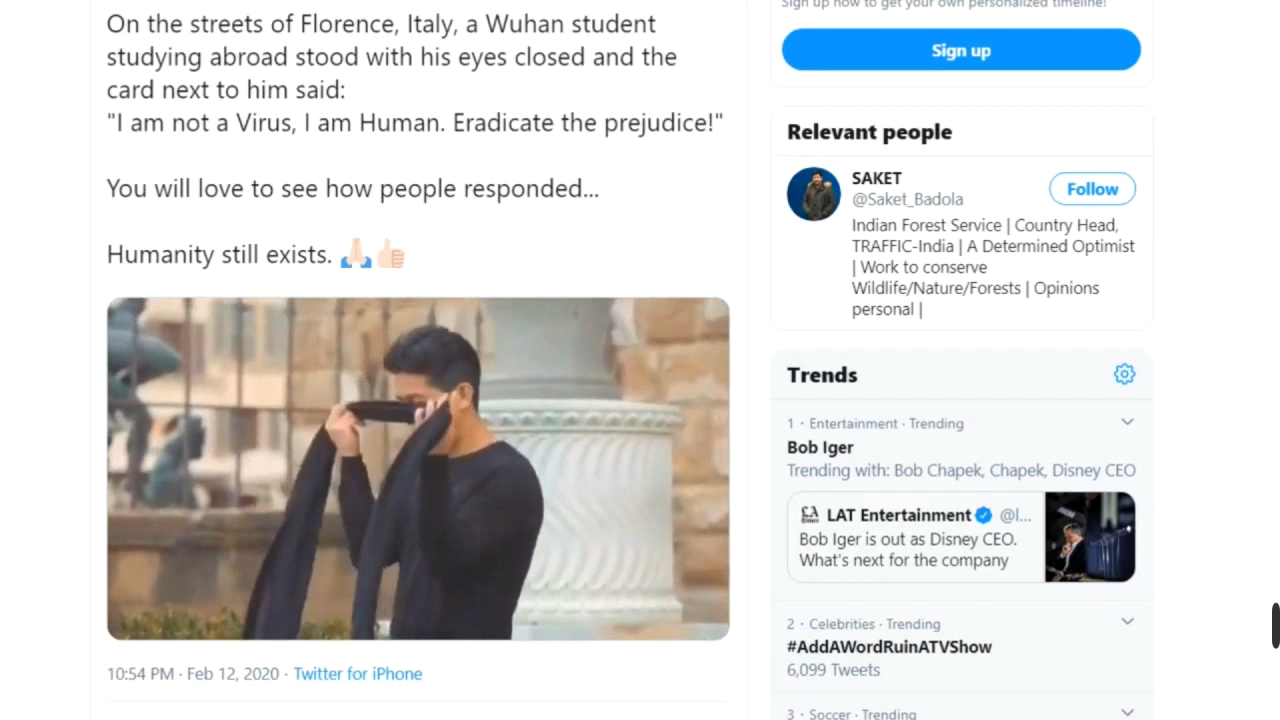 On the streets of Florence, Italy, a Wuhan student
studying abroad stood with his eyes closed and the
card next to him said:
"I am not a Virus, I am Human. Eradicate the prejudice!"
You will love to see how people responded...
Humanity still exists. 🙏🏻👍🏻
10:54 PM · Feb 12, 2020 · Twitter for iPhone
Sign up now to get your own personalized timeline!
Sign up
Relevant people
SAKET
@Saket_Badola
Follow
Indian Forest Service | Country Head,
TRAFFIC-India | A Determined Optimist
| Work to conserve
Wildlife/Nature/Forests | Opinions
personal |
Trends
1 · Entertainment · Trending
Bob Iger
Trending with: Bob Chapek, Chapek, Disney CEO
LAT Entertainment @l...
Bob Iger is out as Disney CEO.
What's next for the company
2 · Celebrities · Trending
#AddAWordRuinATVShow
6,099 Tweets
3 · Soccer · Trending